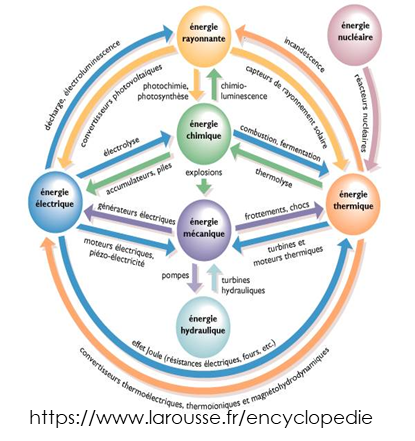 énergie
rayonnante
énergie
nucléaire
décharge, électroluminescence
convertisseurs photovoltaïques
photochimie,
photosynthèse
chimio-
luminescence
capteurs de rayonnement solaire
incandescence
réacteurs nucléaires
énergie
chimique
électrolyse
combustion, fermentation
accumulateurs, piles
explosions
thermolyse
énergie
électrique
énergie
thermique
générateurs électriques
énergie
mécanique
frottements, chocs
moteurs électriques,
piézo-électricité
turbines et
moteurs thermiques
pompes
turbines
hydrauliques
énergie
hydraulique
effet Joule (résistances électriques, fours, etc.)
convertisseurs thermoélectriques, thermoïoniques et magnétohydrodynamiques
https://www.larousse.fr/encyclopedie